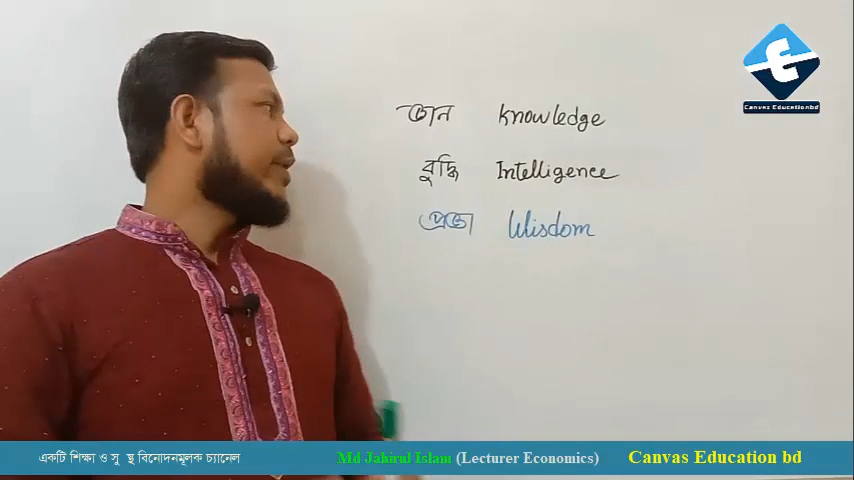 Canvas Educationbd
জ্ঞান Knowledge
বুদ্ধি Intelligence
প্রজ্ঞা Wisdom
একটি শিক্ষা ও সুস্থ বিনোদনমূলক চ্যানেল Md Jahirul Islam (Lecturer Economics) Canvas Education bd